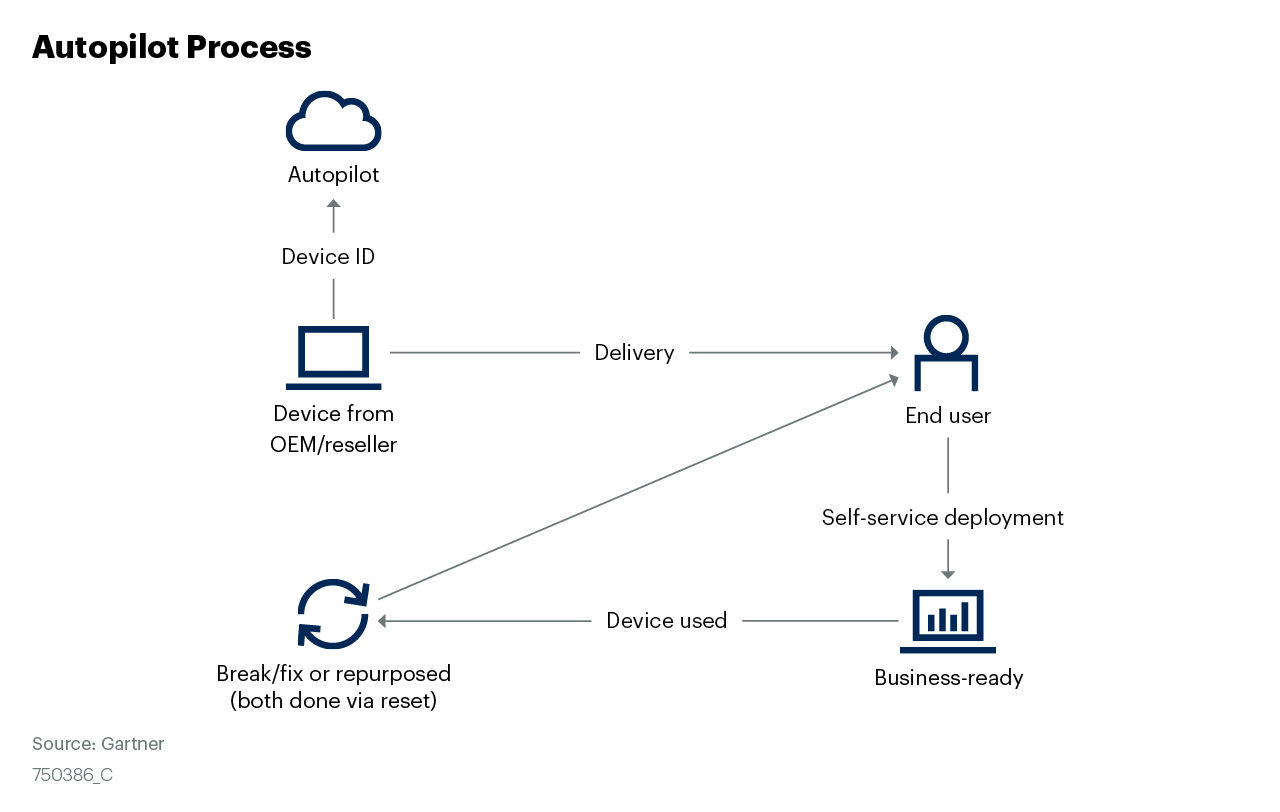 Autopilot Process
Autopilot
Device ID
Delivery
Device from
OEM/reseller
End user
Self-service deployment
Device used
Break/fix or repurposed
(both done via reset)
Business-ready
Source: Gartner
750386_C